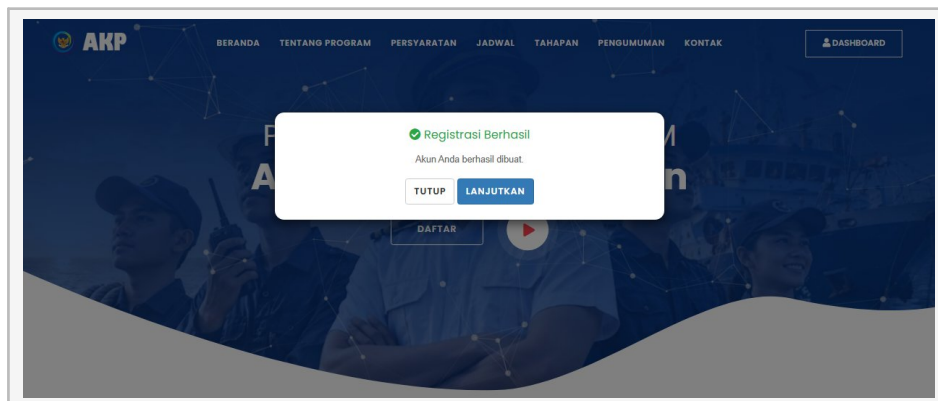 AKP
BERANDA TENTANG PROGRAM PERSYARATAN JADWAL TAHAPAN PENGUMUMAN KONTAK DASHBOARD
Registrasi Berhasil
Akun Anda berhasil dibuat.
TUTUP LANJUTKAN
DAFTAR